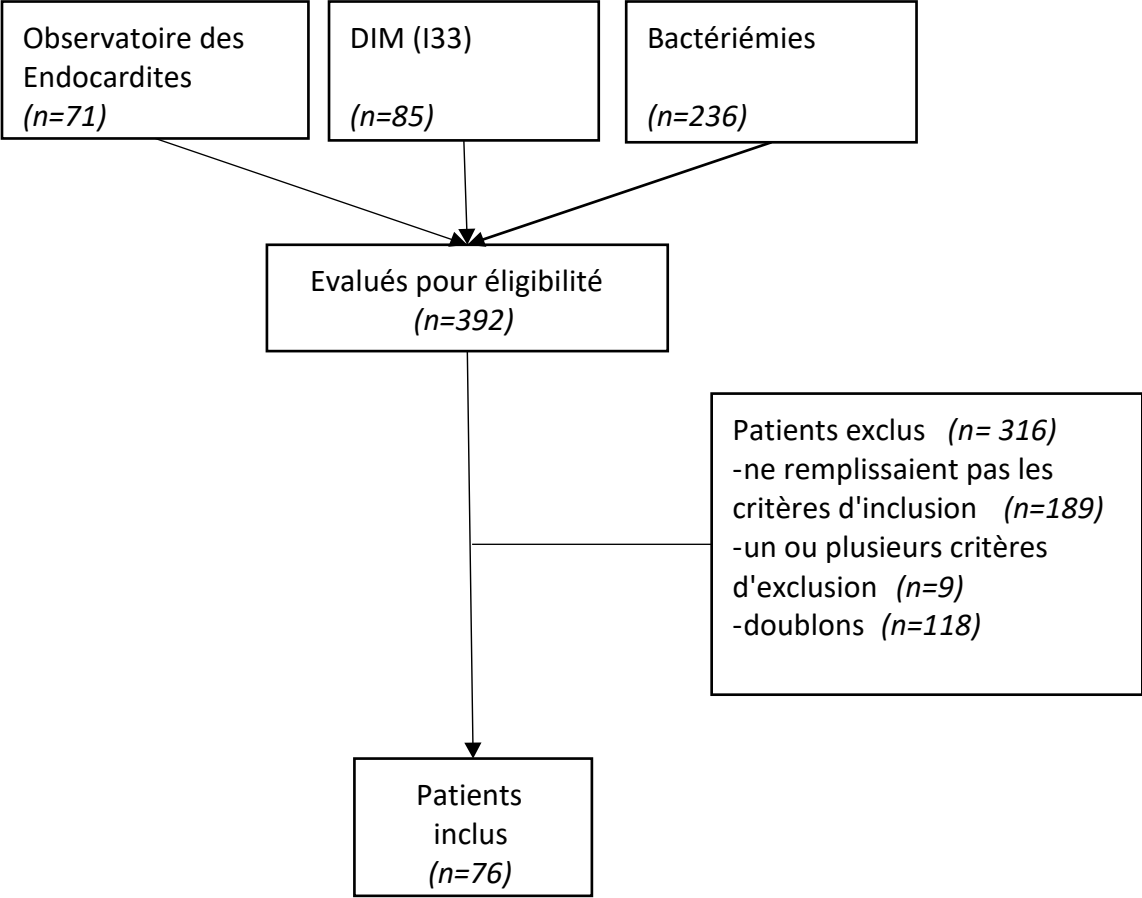 Observatoire des
Endocardites
(n=71)
DIM (I33)
(n=85)
Bactériémies
(n=236)
Evalués pour éligibilité
(n=392)
Patients exclus (n= 316)
-ne remplissaient pas les
critères d'inclusion (n=189)
-un ou plusieurs critères
d'exclusion (n=9)
-doublons (n=118)
Patients
inclus
(n=76)